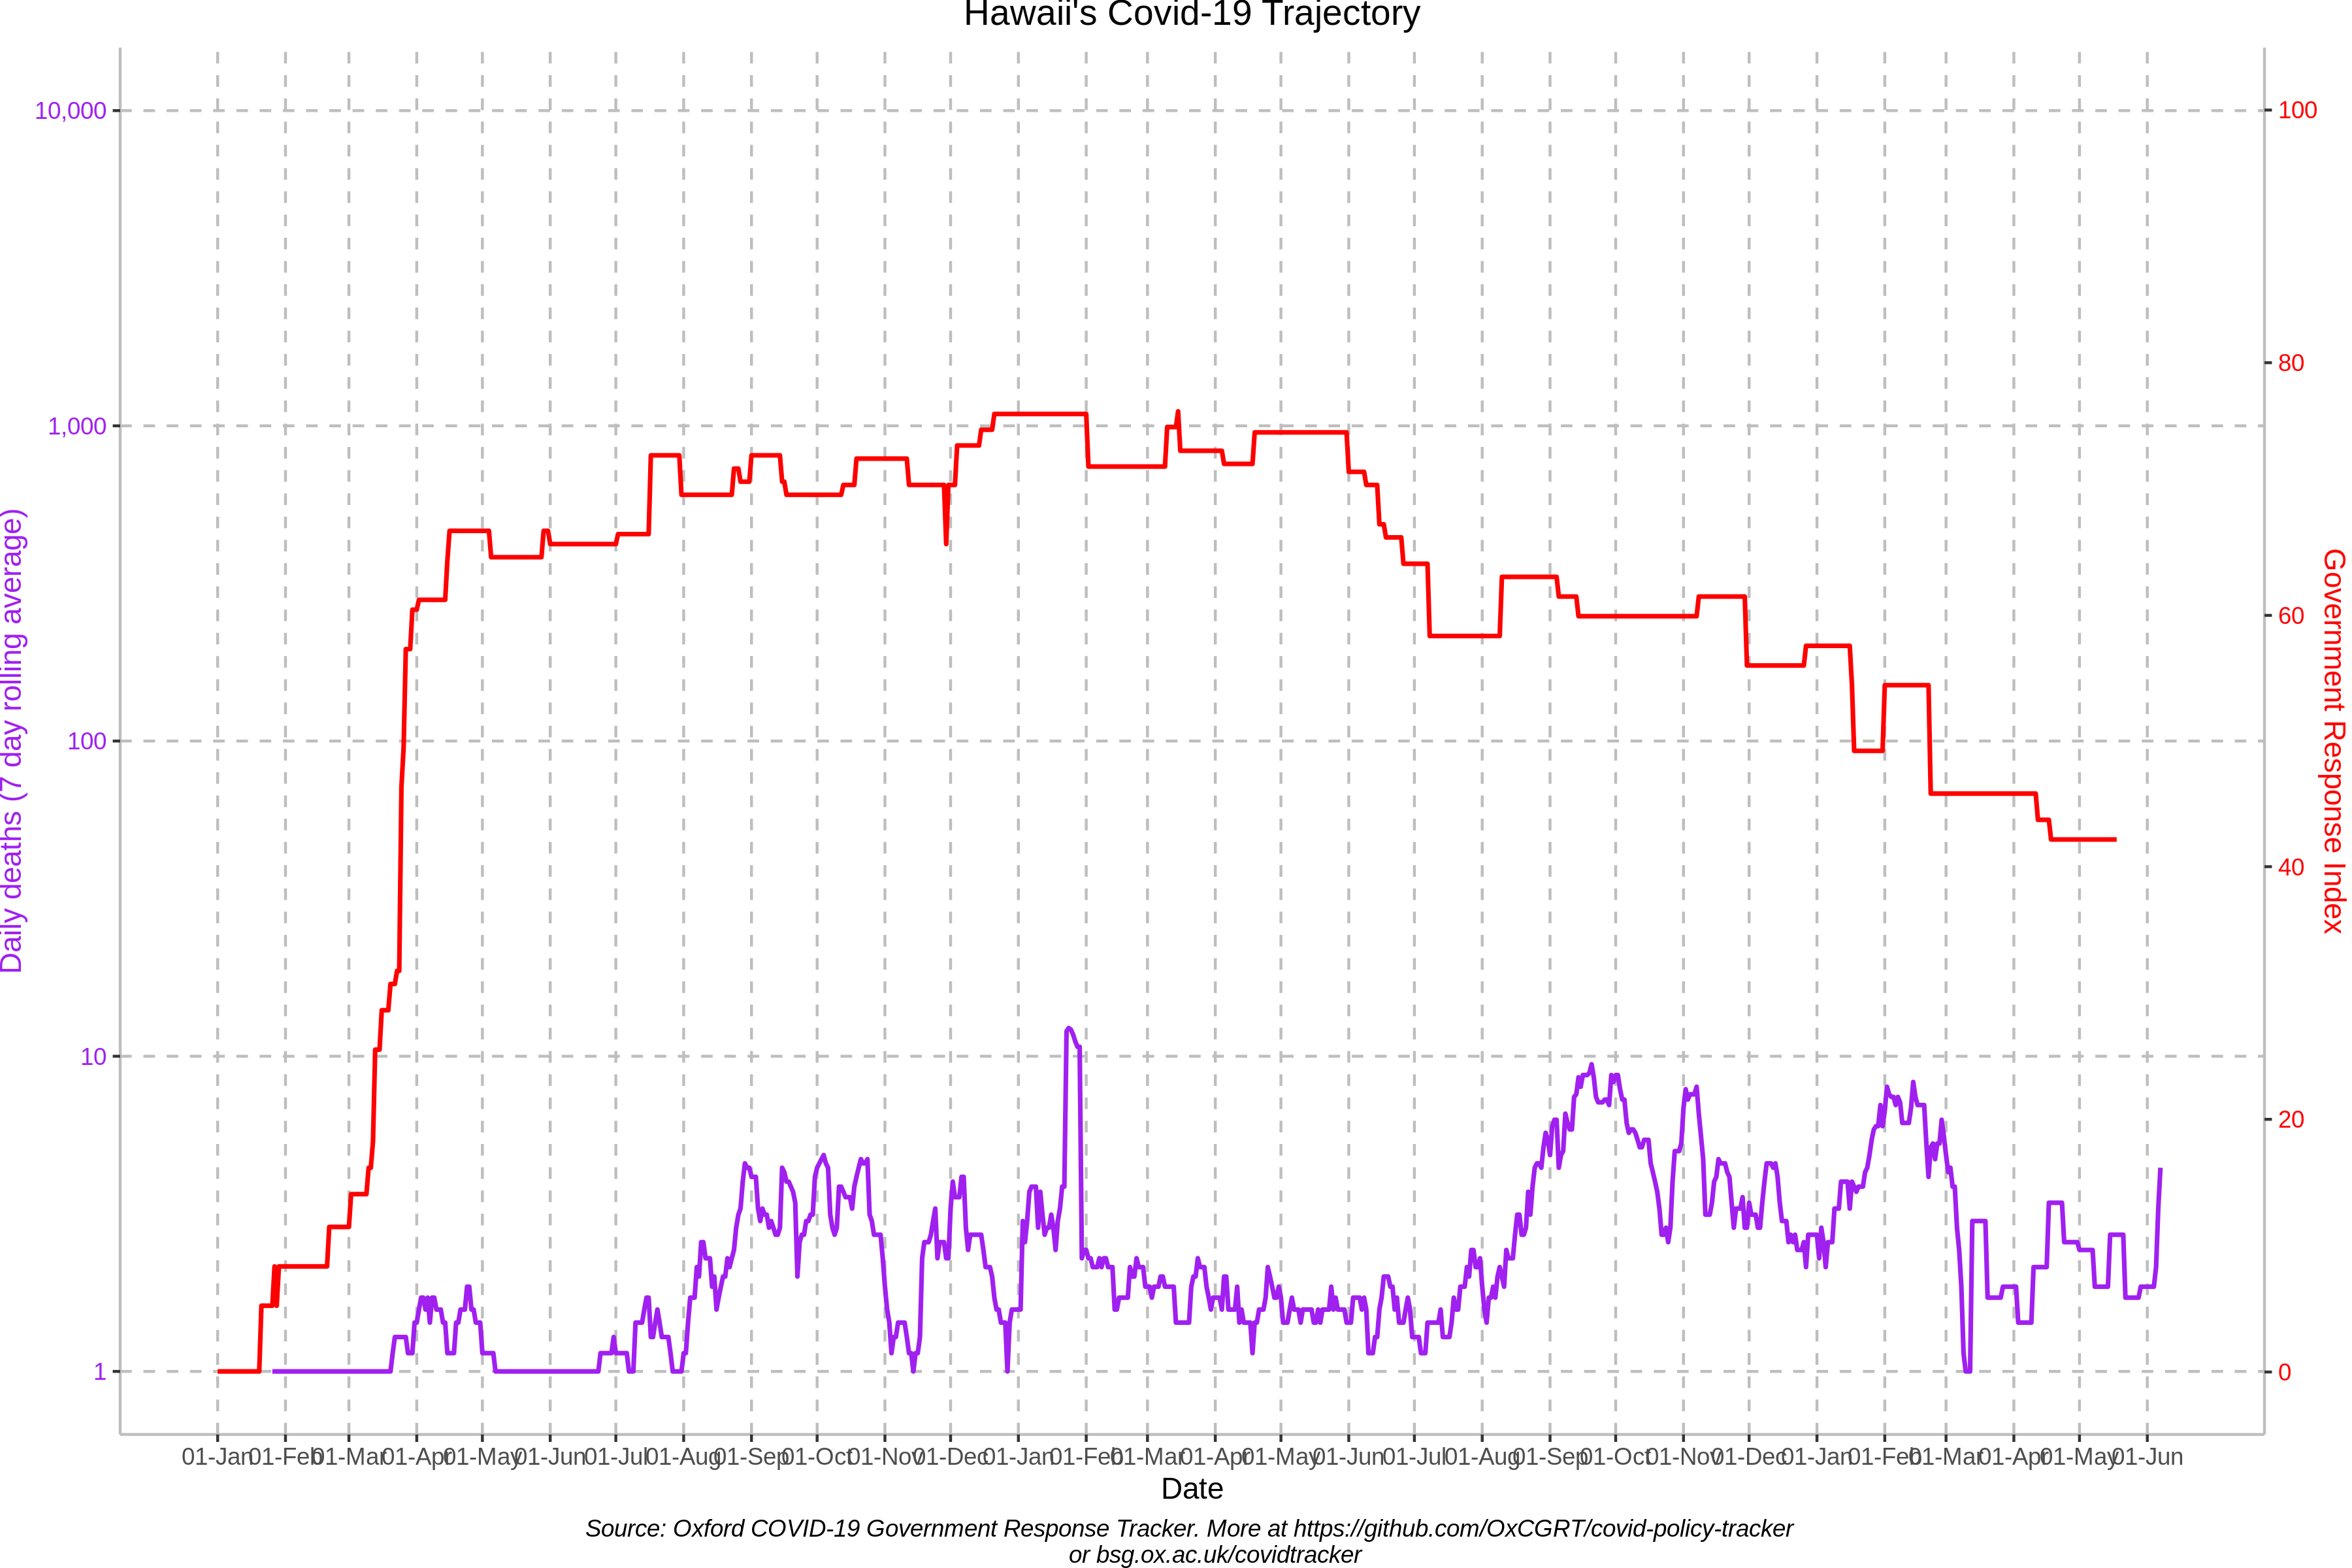 Hawaii's Covid-19 Trajectory
10,000
1,000
100
10
1
Daily deaths (7 day rolling average)
100
80
60
40
20
0
Government Response Index
01-Jan 01-Feb 01-Mar 01-Apr 01-May 01-Jun 01-Jul 01-Aug 01-Sep 01-Oct 01-Nov 01-Dec 01-Jan 01-Feb 01-Mar 01-Apr 01-May 01-Jun 01-Jul 01-Aug 01-Sep 01-Oct 01-Nov 01-Dec 01-Jan 01-Feb 01-Mar 01-Apr 01-May 01-Jun
Date
Source: Oxford COVID-19 Government Response Tracker. More at https://github.com/OxCGRT/covid-policy-tracker
or bsg.ox.ac.uk/covidtracker